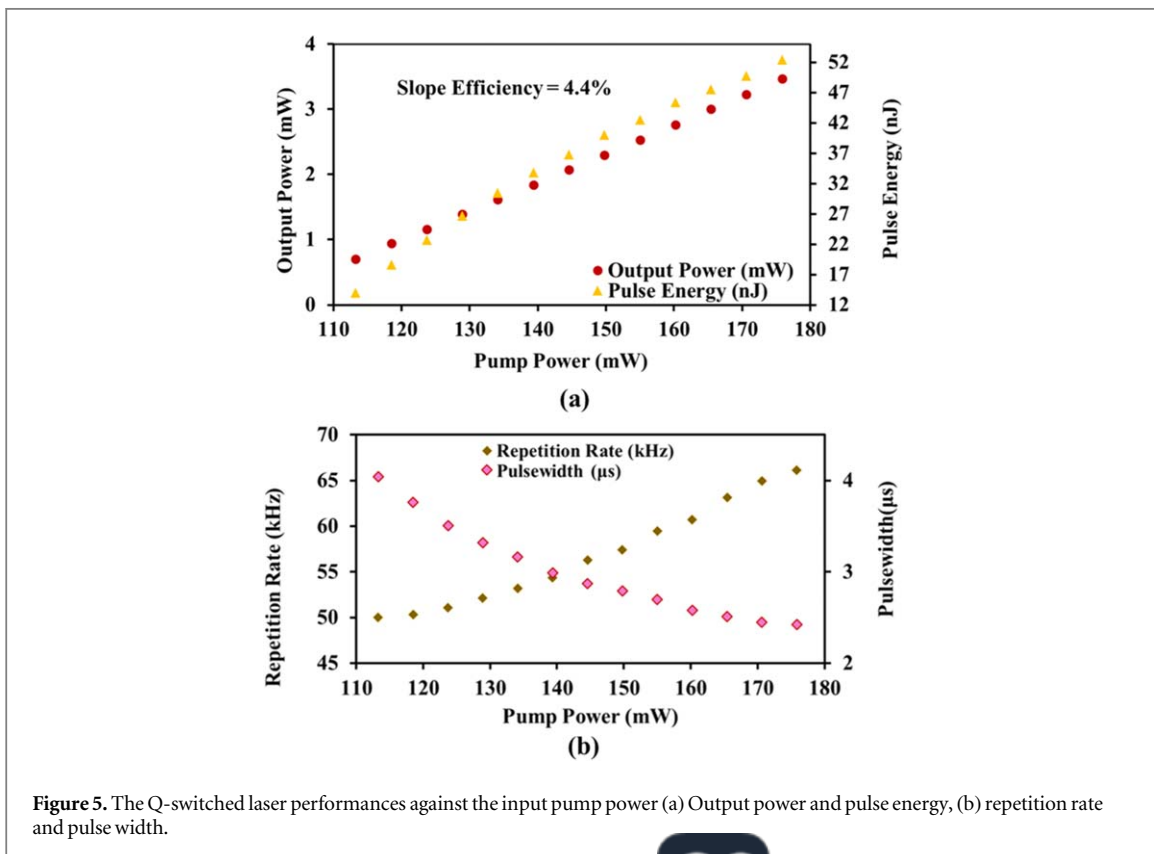 4
3
2
1
0
Output Power (mW)
Slope Efficiency = 4.4%
Output Power (mW)
Pulse Energy (nJ)
52
47
42
37
32
27
22
17
12
Pulse Energy (nJ)
110 120 130 140 150 160 170 180
Pump Power (mW)
(a)
70
65
60
55
50
45
Repetition Rate (kHz)
Repetition Rate (kHz)
Pulsewidth (μs)
4
3
2
Pulsewidth(μs)
110 120 130 140 150 160 170 180
Pump Power (mW)
(b)
Figure 5. The Q-switched laser performances against the input pump power (a) Output power and pulse energy, (b) repetition rate
and pulse width.